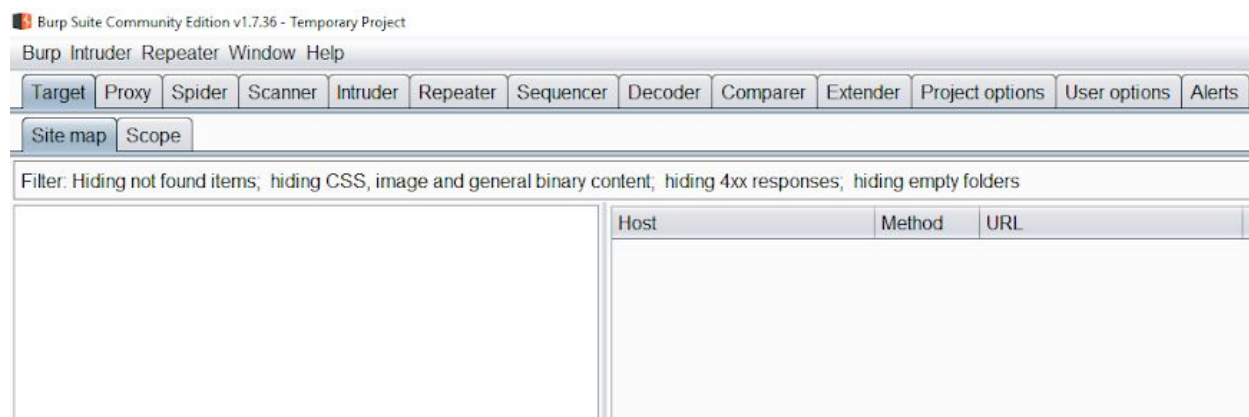 Burp Suite Community Edition v1.7.36 - Temporary Project
Burp Intruder Repeater Window Help
Target Proxy Spider Scanner Intruder Repeater Sequencer Decoder Comparer Extender Project options User options Alerts
Site map Scope
Filter: Hiding not found items; hiding CSS, image and general binary content; hiding 4xx responses; hiding empty folders
Host Method URL